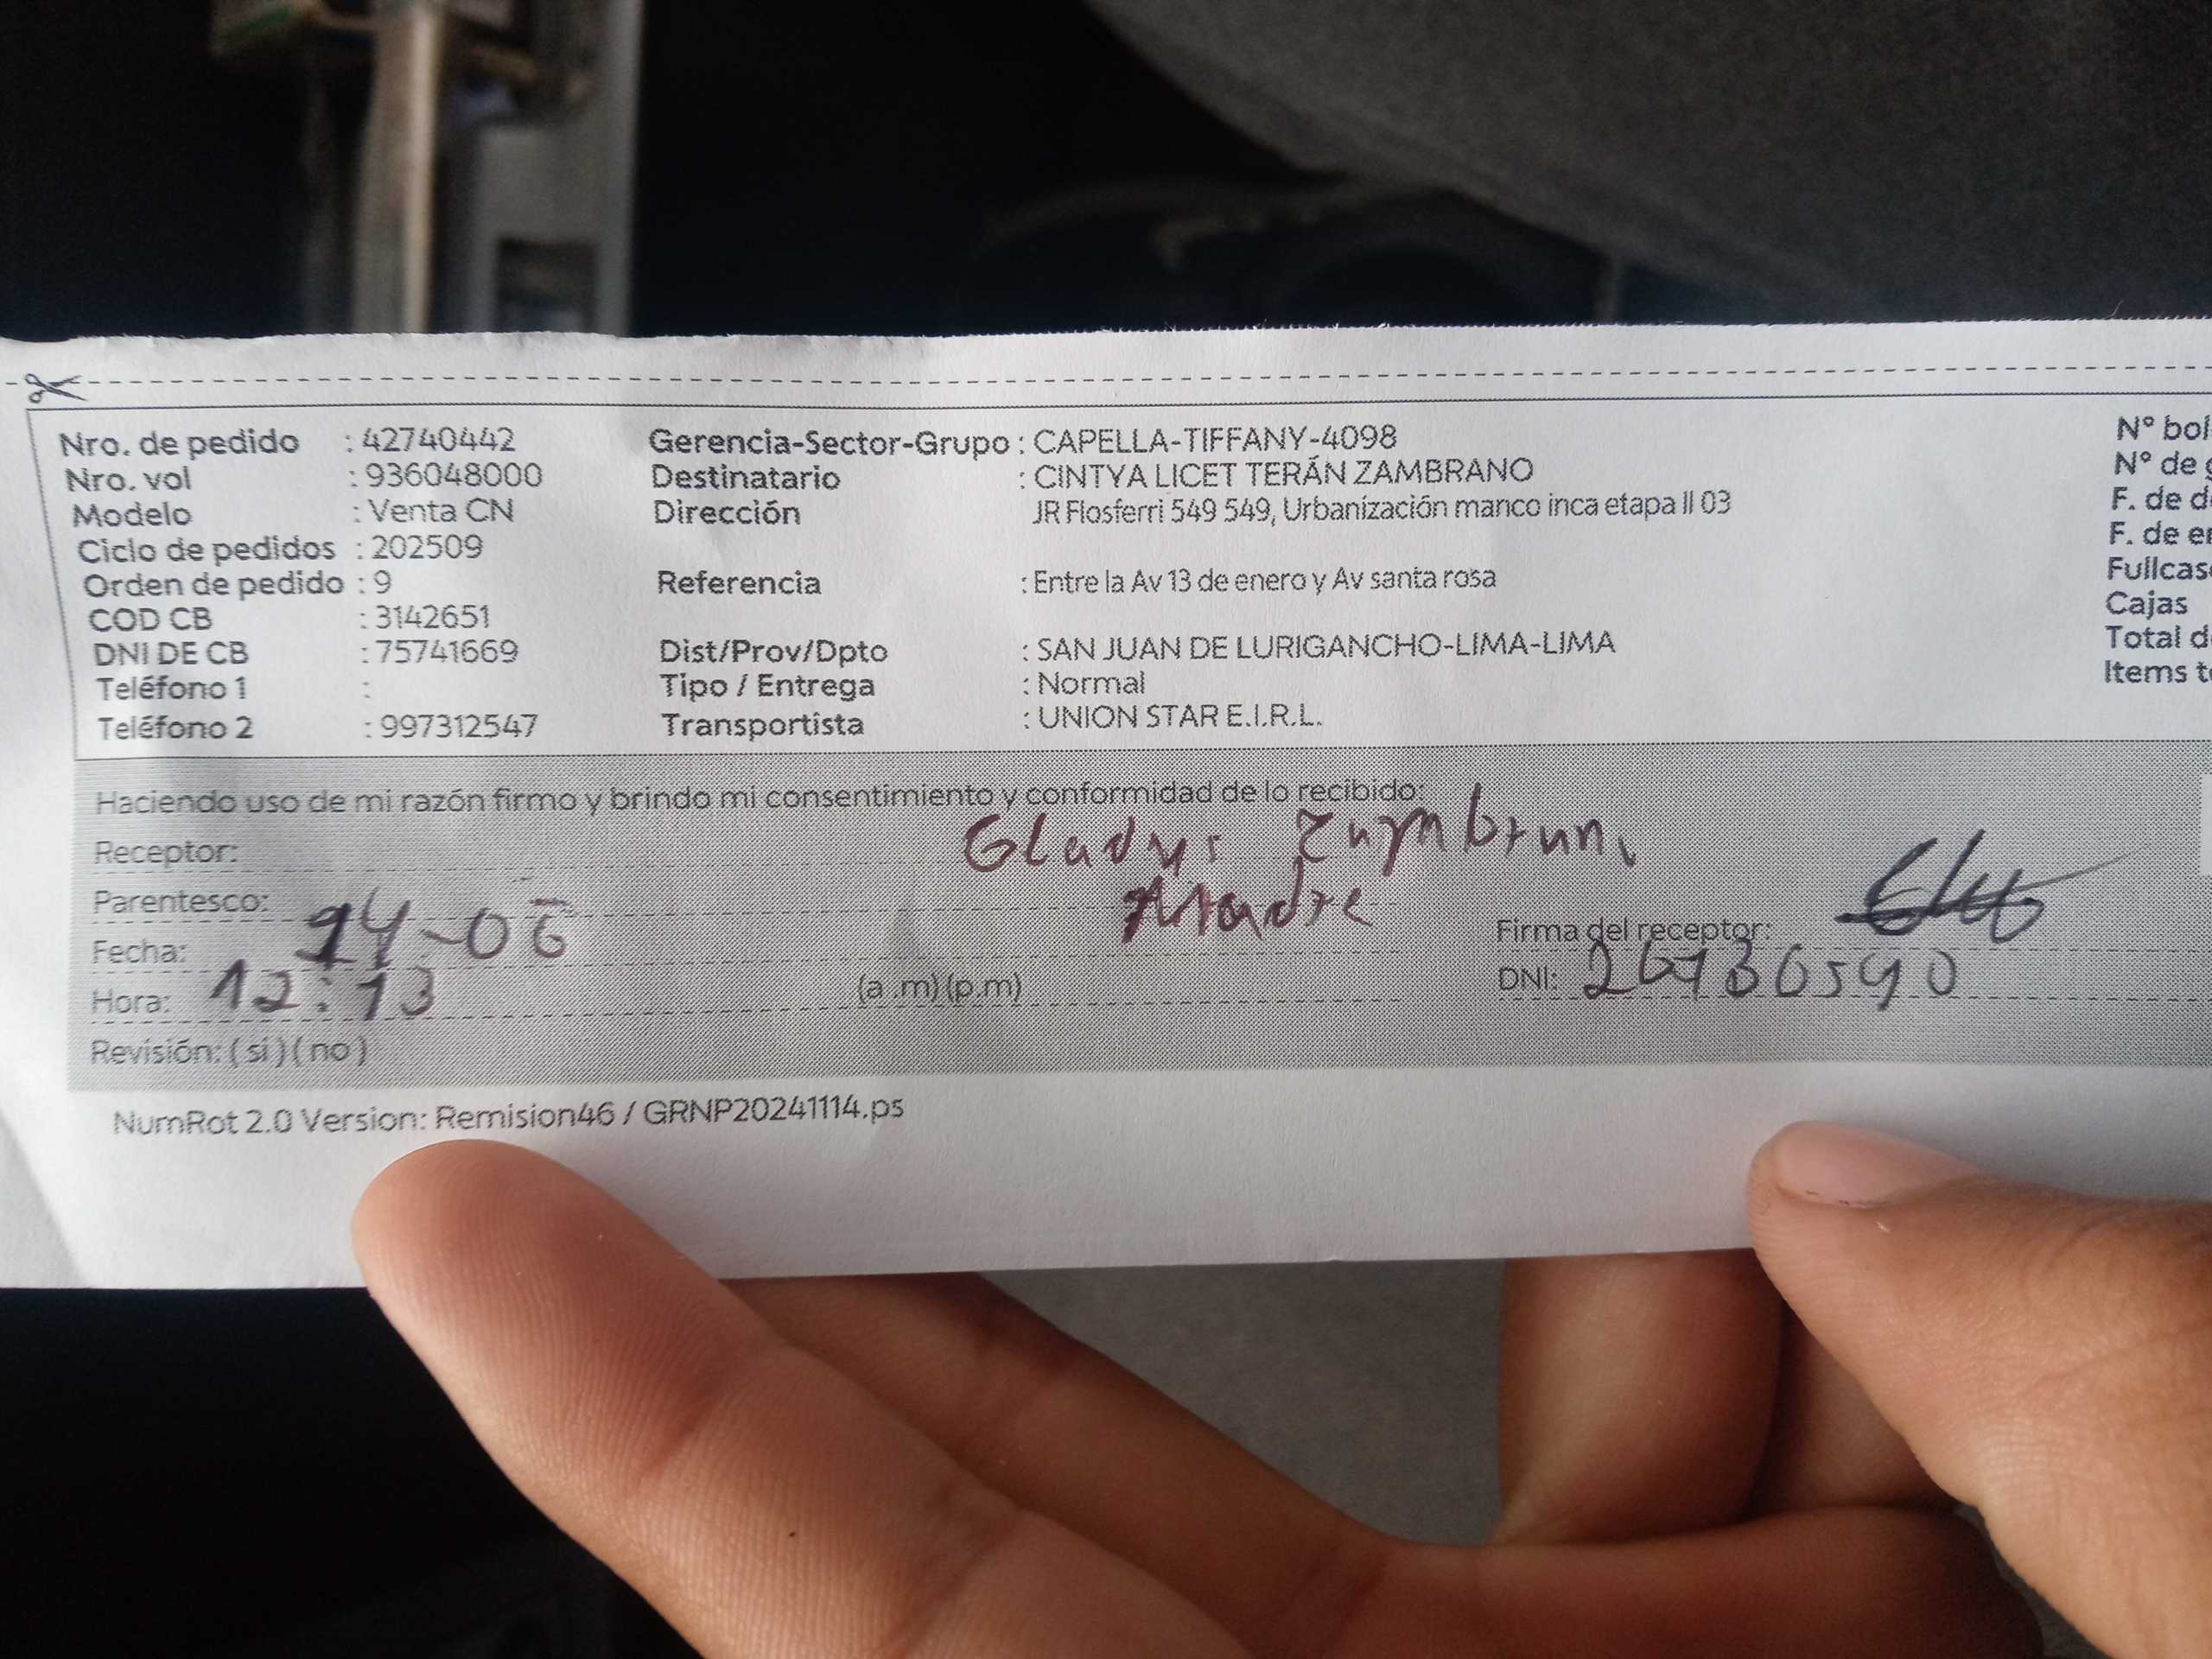 Nro. de pedido : 42740442
Nro. vol : 936048000
Modelo : Venta CN
Ciclo de pedidos : 202509
Orden de pedido : 9
COD CB : 3142651
DNI DE CB : 75741669
Teléfono 1 :
Teléfono 2 : 997312547
Gerencia-Sector-Grupo : CAPELLA-TIFFANY-4098
Destinatario : CINTYA LICET TERÁN ZAMBRANO
Dirección JR Flosferri 549 549, Urbanización manco inca etapa II 03
Referencia : Entre la Av 13 de enero y Av santa rosa
Dist/Prov/Dpto : SAN JUAN DE LURIGANCHO-LIMA-LIMA
Tipo / Entrega : Normal
Transportista : UNION STAR E.I.R.L.
N° bol
N° de
F. de d
F. de
Fullcas
Cajas
Total d
Items t
Haciendo uso de mi razón firmo y brindo mi consentimiento y conformidad de lo recibido:
Receptor: Gladys
Parentesco: Madre
Fecha: 14-06
Hora: 12:13 (a .m) (p.m)
Firma del receptor:
DNI:
Revisión: ( si ) ( no )
NumRot 2.0 Version: Remision46 / GRNP20241114.ps